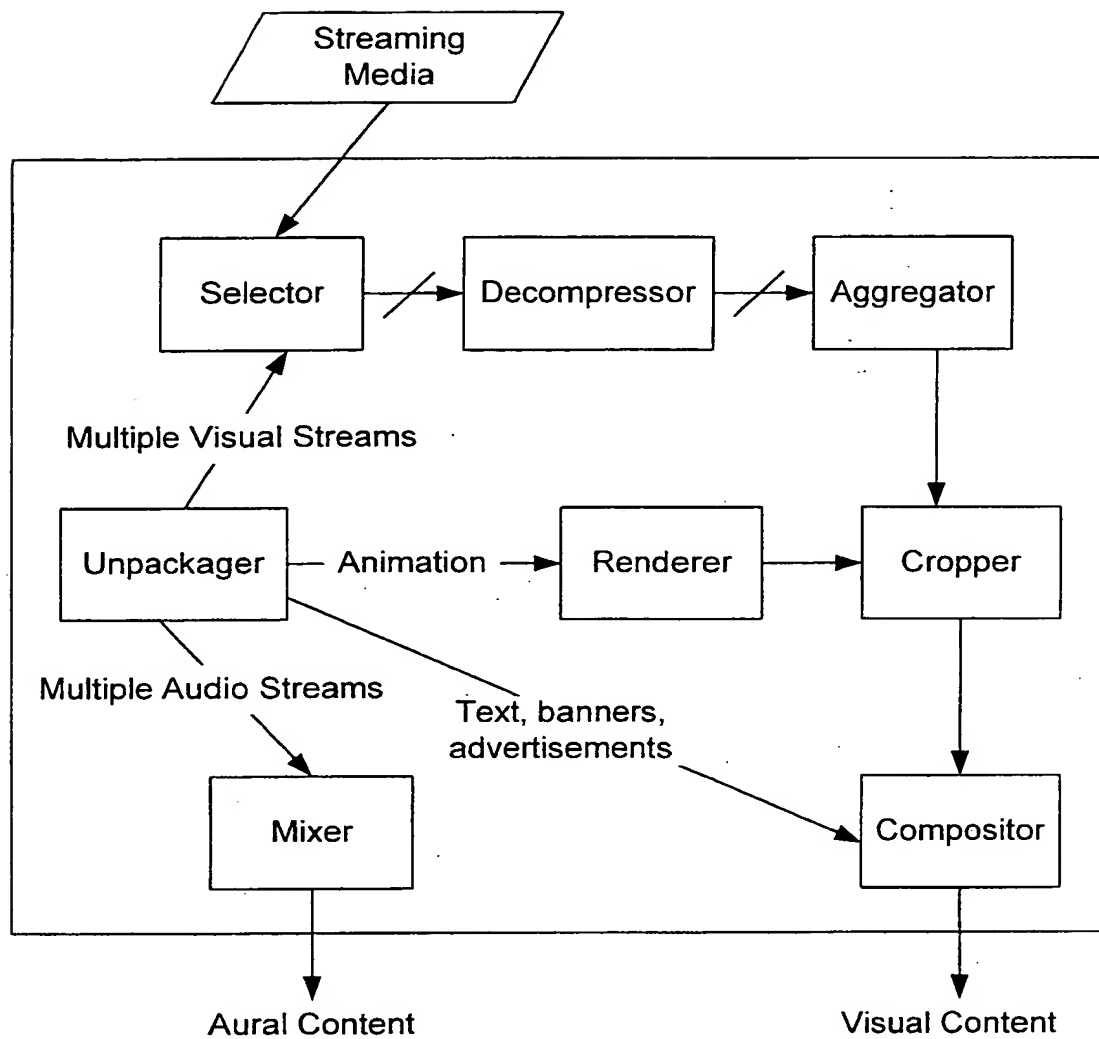 Streaming
Media
Selector
Decompressor
Aggregator
Multiple Visual Streams
Unpackager
Animation
Renderer
Cropper
Multiple Audio Streams
Text, banners,
advertisements
Mixer
Compositor
Aural Content
Visual Content